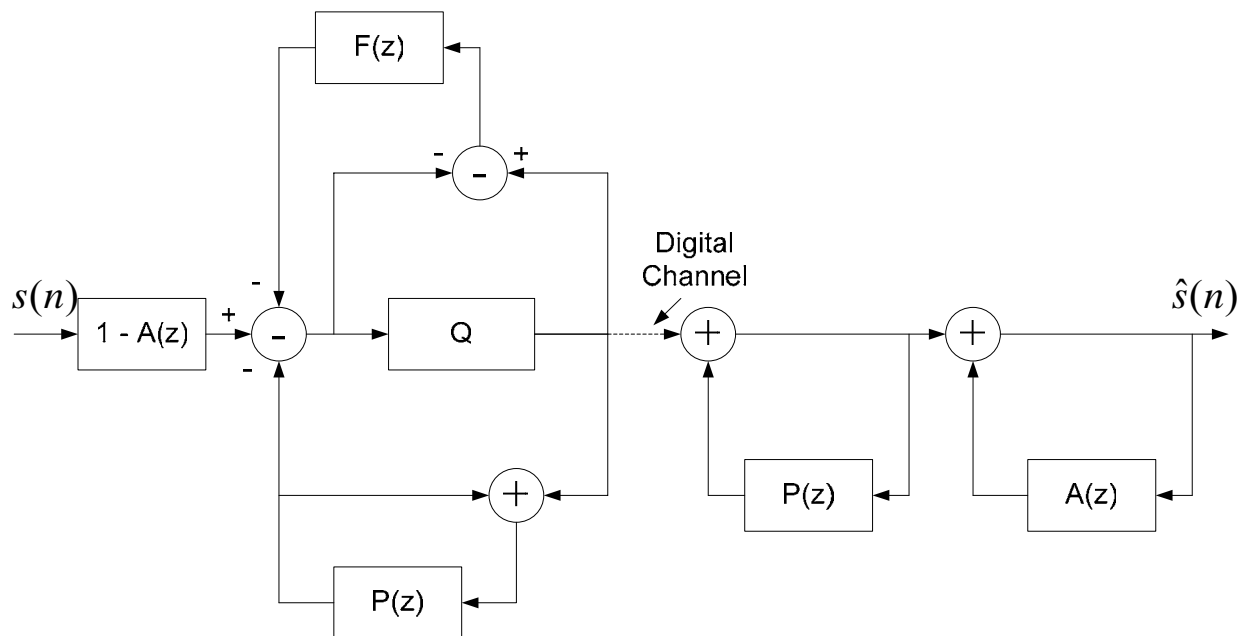 F(z)
-
+
-
Digital
Channel
s(n)
-
+
1 - A(z)
-
-
Q
+
+
ŝ(n)
+
P(z)
A(z)
P(z)